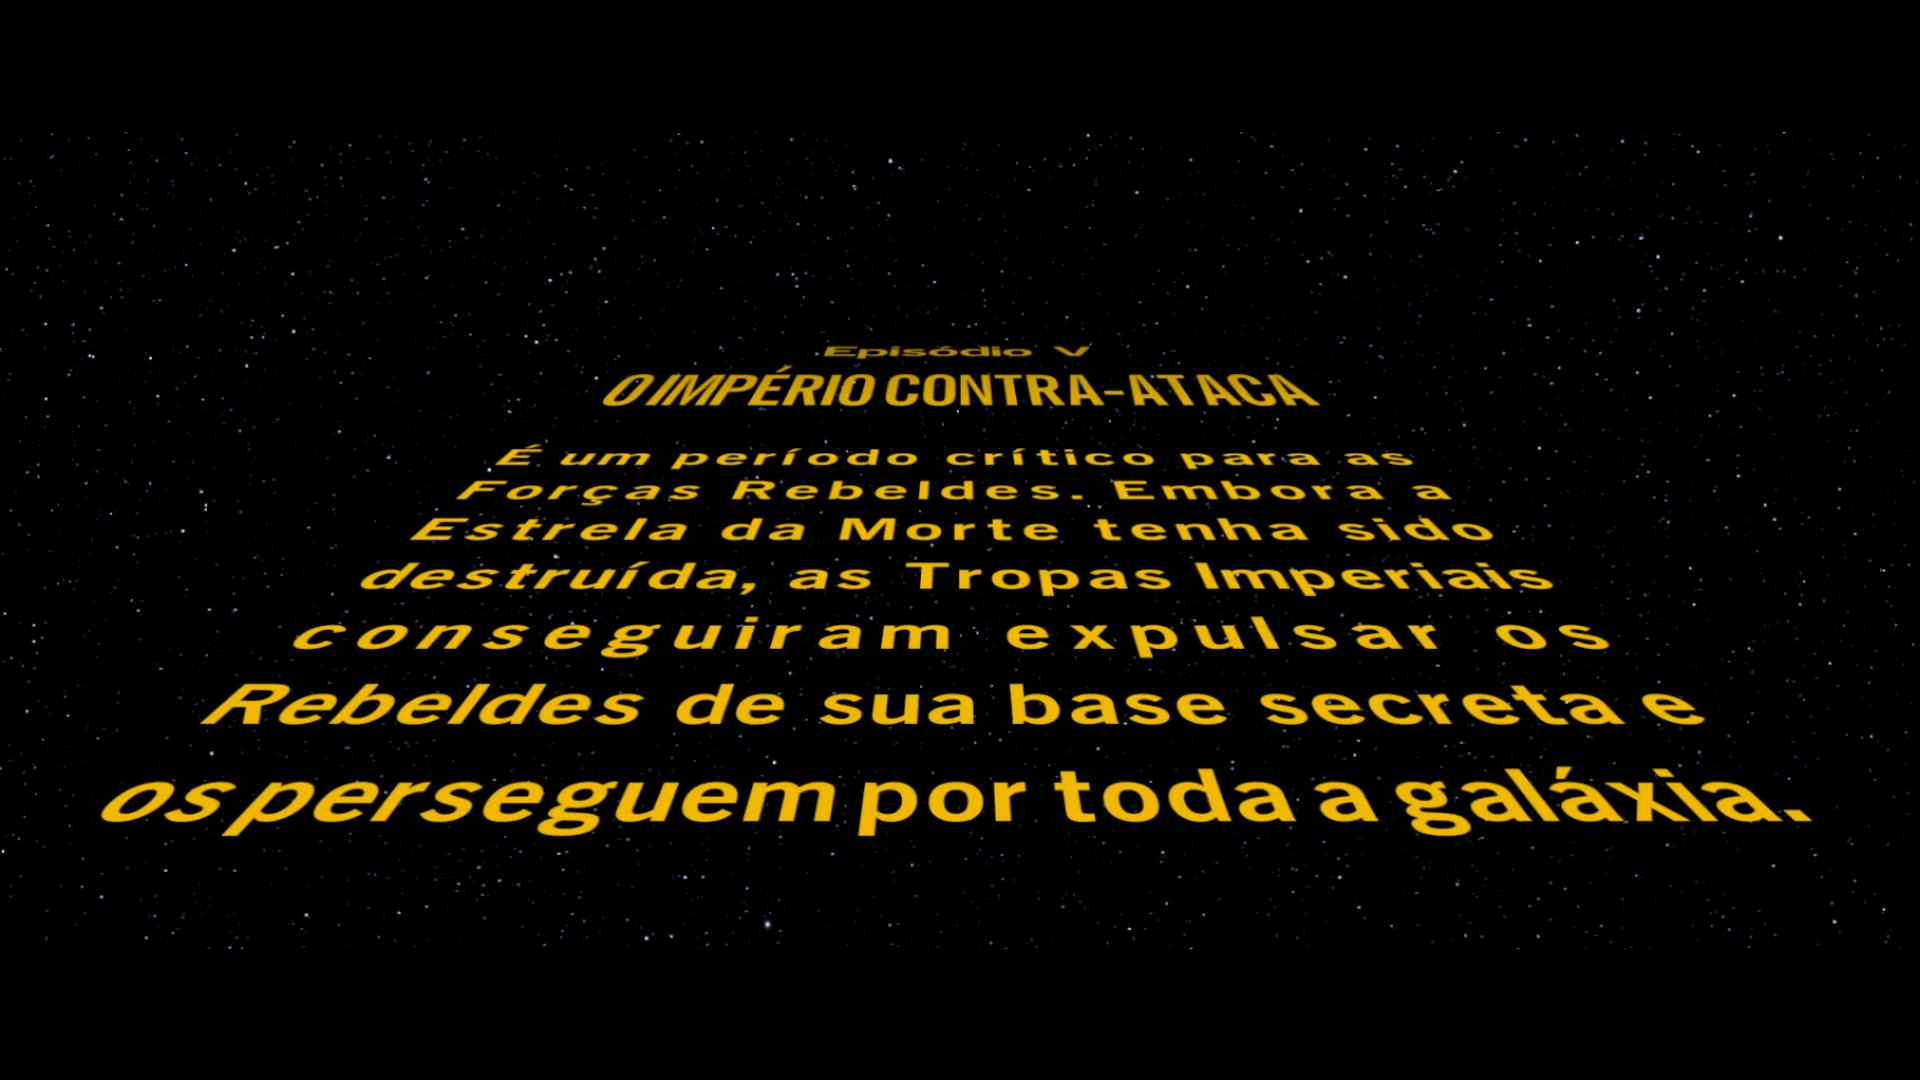 Episódio V
O IMPÉRIO CONTRA-ATACA
É um período crítico para as
Forças Rebeldes. Embora a
Estrela da Morte tenha sido
destruída, as Tropas Imperiais
conseguiram expulsar os
Rebeldes de sua base secreta e
os perseguem por toda a galáxia.